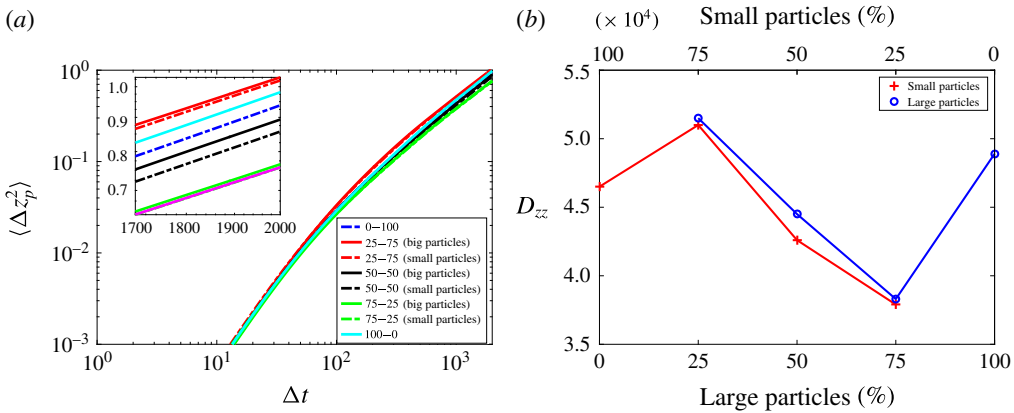 (a)
10⁰
10⁻¹
⟨Δz²ₚ⟩
10⁻²
10⁻³
1.0
0.9
0.8
0.7
1700 1800 1900 2000
0–100
25–75 (big particles)
25–75 (small particles)
50–50 (big particles)
50–50 (small particles)
75–25 (big particles)
75–25 (small particles)
100–0
10⁰ 10¹ 10² 10³
Δt
(b)
(× 10⁴)
Small particles (%)
100 75 50 25 0
5.5
5.0
D_zz
4.5
4.0
3.5
Small particles
Large particles
0 25 50 75 100
Large particles (%)